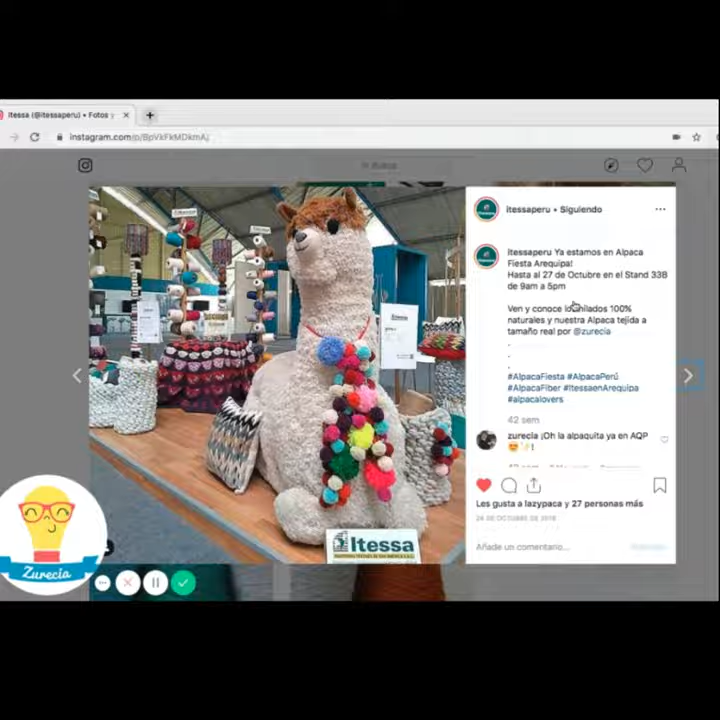 Itessa (@itessaperu) • Fotos y
instagram.com/p/BpVkFkMDkmA/
itessaperu • Siguiendo
Itessaperu Ya estamos en Alpaca
Fiesta Arequipa!
Hasta al 27 de Octubre en el Stand 33B
de 9am a 5pm
Ven y conoce los hilados 100%
naturales y nuestra Alpaca tejida a
tamaño real por @zurecia
.
.
.
#AlpacaFiesta #AlpacaPerú
#AlpacaFiber #ItessaenArequipa
#alpacalovers
42 sem
zurecia ¡Oh la alpaquita ya en AQP
!
Les gusta a lazypaca y 27 personas más
24 DE OCTUBRE DE 2018
Añade un comentario...
Itessa
Zurecia